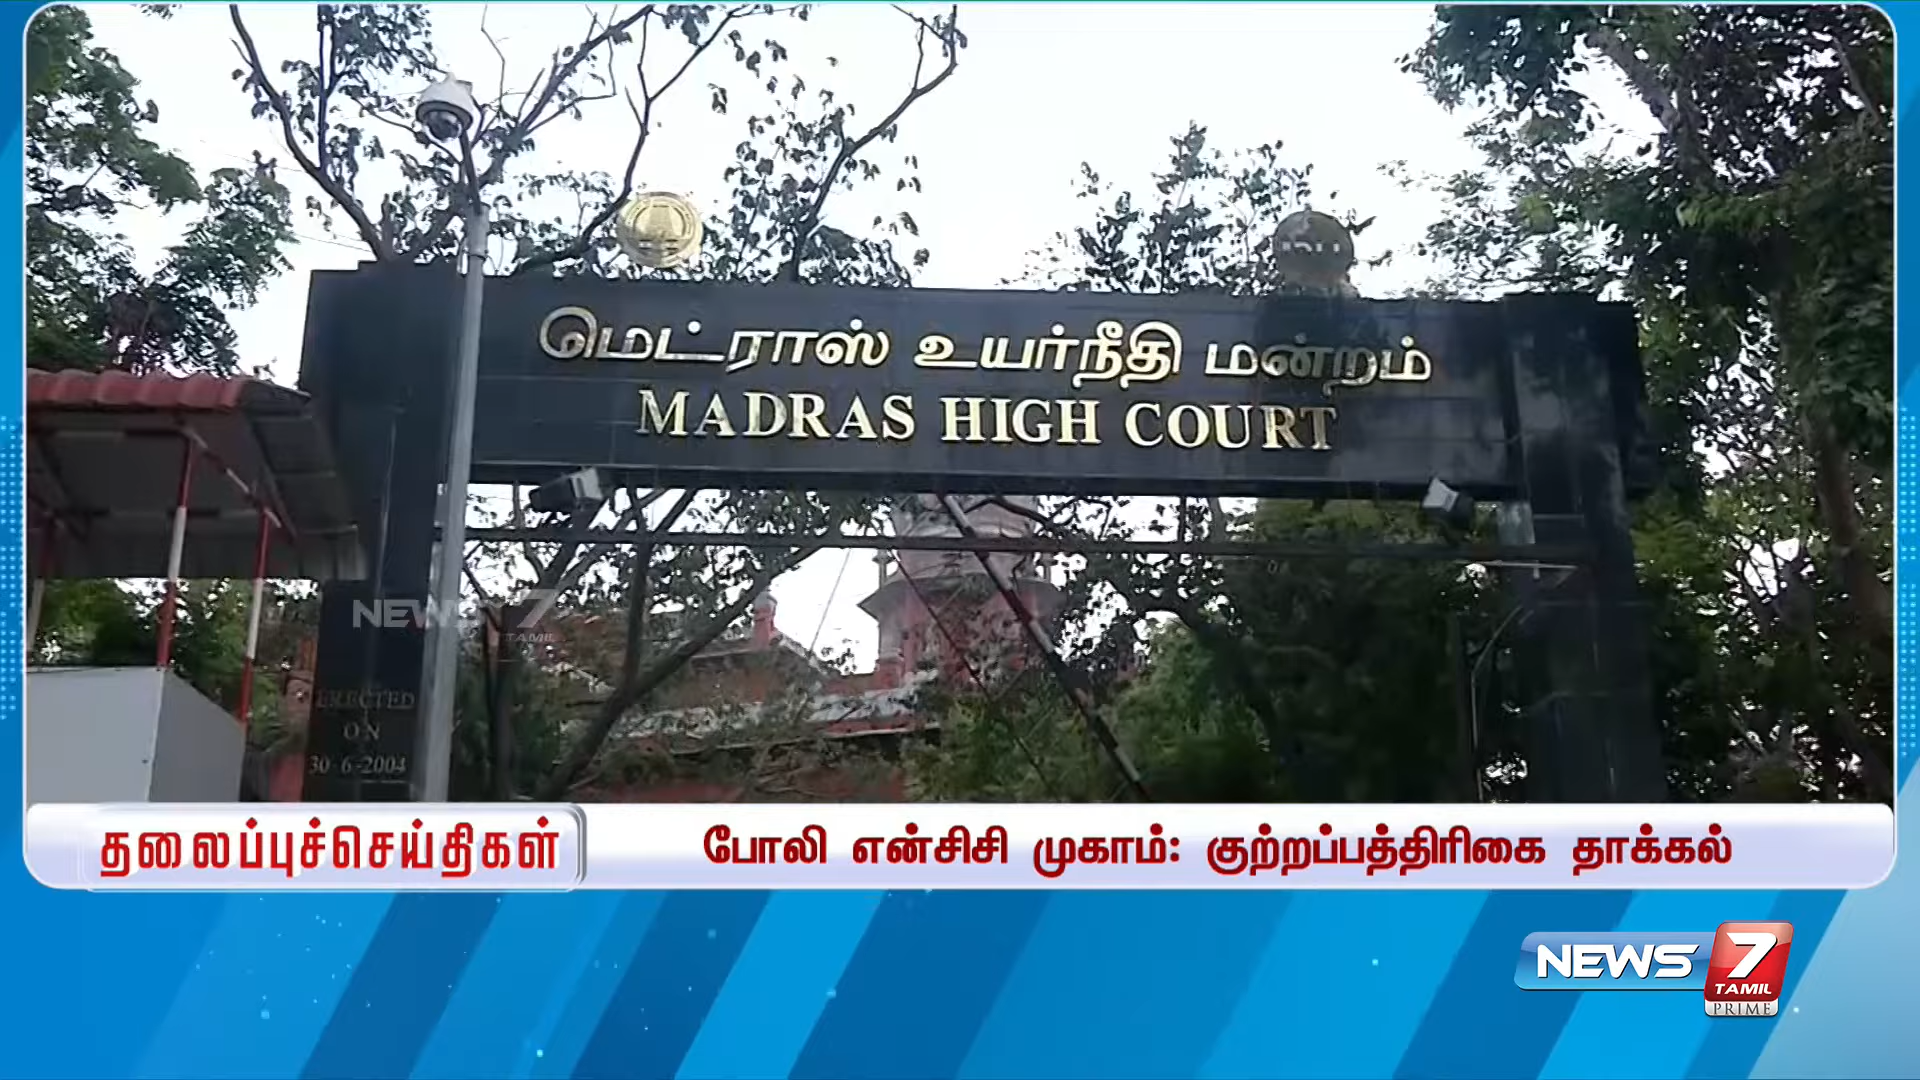 மெட்ராஸ் உயர்நீதி மன்றம்
MADRAS HIGH COURT
NEWS 7
TAMIL
ERECTED
ON
30-6-2004
தலைப்புச்செய்திகள்
போலி என்சிசி முகாம்: குற்றப்பத்திரிகை தாக்கல்
NEWS 7
TAMIL
PRIME